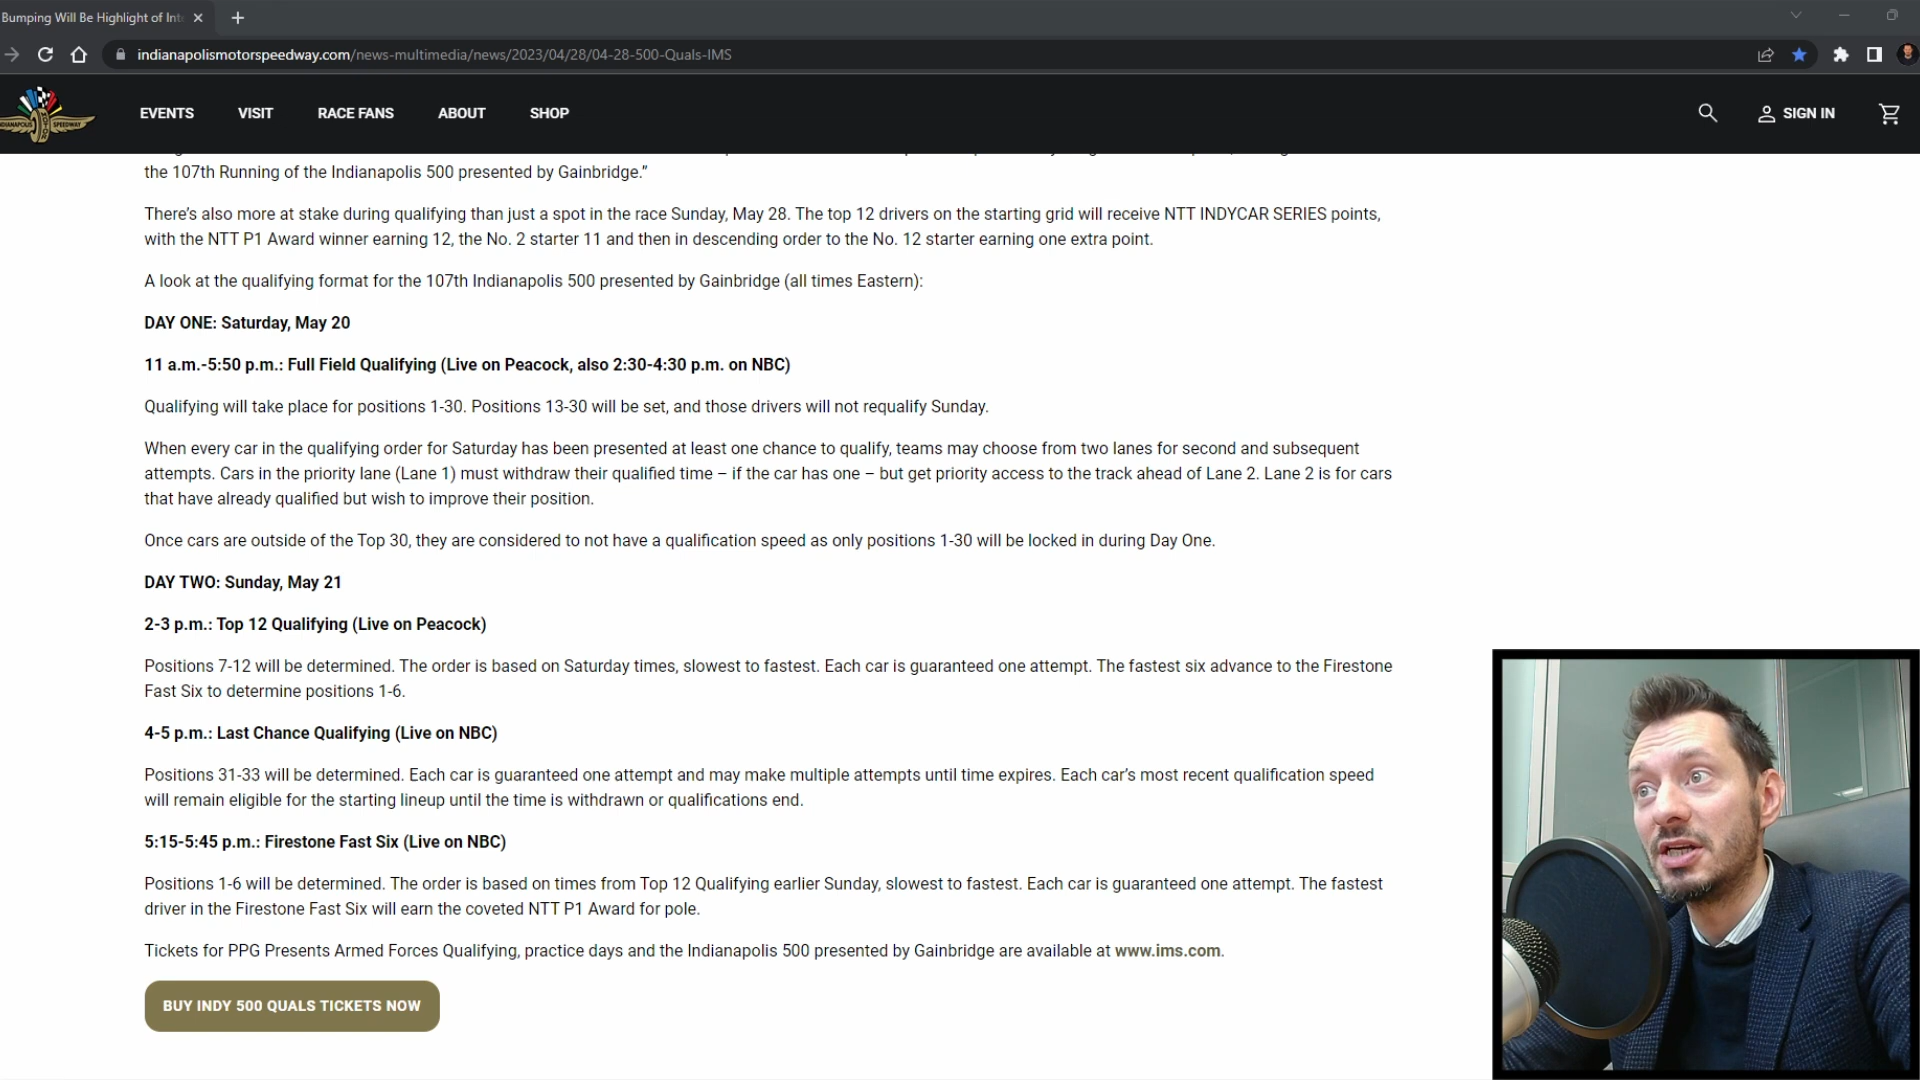 Bumping Will Be Highlight of Int
indianapolismotorspeedway.com/news-multimedia/news/2023/04/28/04-28-500-Quals-IMS
EVENTS VISIT RACE FANS ABOUT SHOP SIGN IN
MOTOR
SPEEDWAY
the 107th Running of the Indianapolis 500 presented by Gainbridge.”
There’s also more at stake during qualifying than just a spot in the race Sunday, May 28. The top 12 drivers on the starting grid will receive NTT INDYCAR SERIES points,
with the NTT P1 Award winner earning 12, the No. 2 starter 11 and then in descending order to the No. 12 starter earning one extra point.
A look at the qualifying format for the 107th Indianapolis 500 presented by Gainbridge (all times Eastern):
DAY ONE: Saturday, May 20
11 a.m.-5:50 p.m.: Full Field Qualifying (Live on Peacock, also 2:30-4:30 p.m. on NBC)
Qualifying will take place for positions 1-30. Positions 13-30 will be set, and those drivers will not requalify Sunday.
When every car in the qualifying order for Saturday has been presented at least one chance to qualify, teams may choose from two lanes for second and subsequent
attempts. Cars in the priority lane (Lane 1) must withdraw their qualified time – if the car has one – but get priority access to the track ahead of Lane 2. Lane 2 is for cars
that have already qualified but wish to improve their position.
Once cars are outside of the Top 30, they are considered to not have a qualification speed as only positions 1-30 will be locked in during Day One.
DAY TWO: Sunday, May 21
2-3 p.m.: Top 12 Qualifying (Live on Peacock)
Positions 7-12 will be determined. The order is based on Saturday times, slowest to fastest. Each car is guaranteed one attempt. The fastest six advance to the Firestone
Fast Six to determine positions 1-6.
4-5 p.m.: Last Chance Qualifying (Live on NBC)
Positions 31-33 will be determined. Each car is guaranteed one attempt and may make multiple attempts until time expires. Each car’s most recent qualification speed
will remain eligible for the starting lineup until the time is withdrawn or qualifications end.
5:15-5:45 p.m.: Firestone Fast Six (Live on NBC)
Positions 1-6 will be determined. The order is based on times from Top 12 Qualifying earlier Sunday, slowest to fastest. Each car is guaranteed one attempt. The fastest
driver in the Firestone Fast Six will earn the coveted NTT P1 Award for pole.
Tickets for PPG Presents Armed Forces Qualifying, practice days and the Indianapolis 500 presented by Gainbridge are available at www.ims.com.
BUY INDY 500 QUALS TICKETS NOW